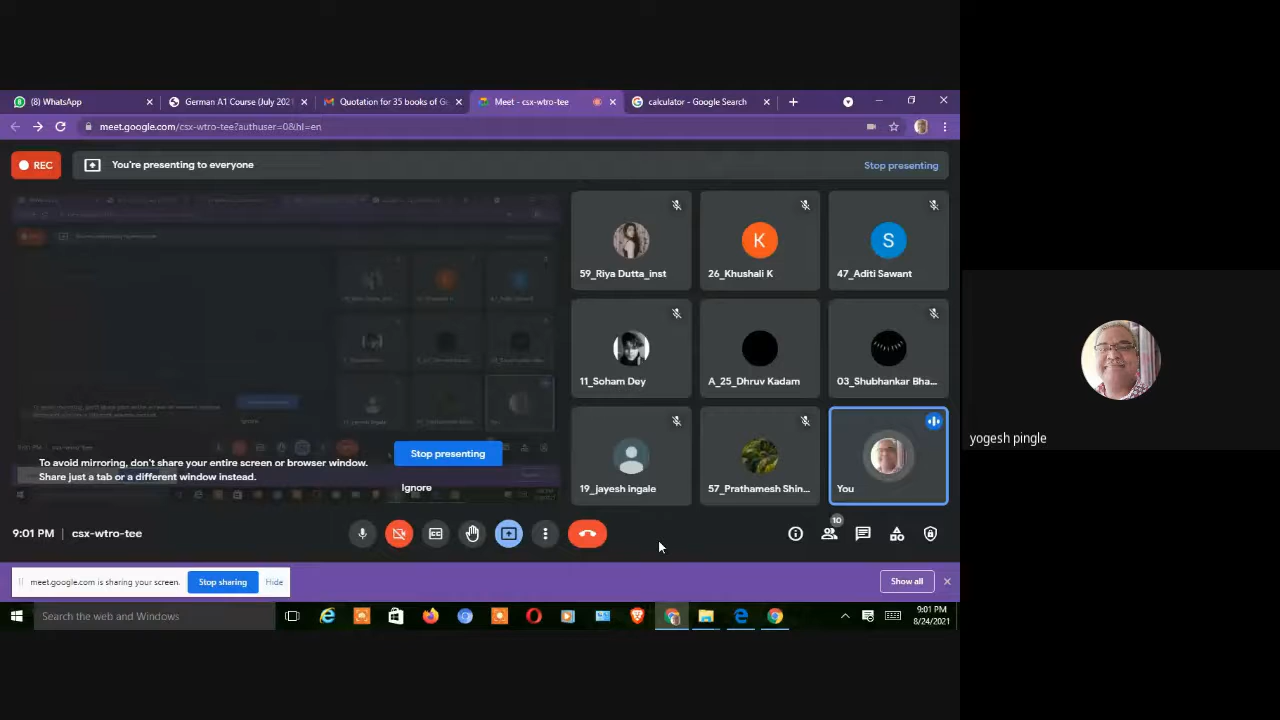 (8) WhatsApp
German A1 Course (July 2021
Quotation for 35 books of Ge
Meet - csx-wtro-tee
calculator - Google Search
meet.google.com/csx-wtro-tee?authuser=0&hl=en
REC
You're presenting to everyone
Stop presenting
59_Riya Dutta_inst
26_Khushali K
47_Aditi Sawant
K
S
11_Soham Dey
A_25_Dhruv Kadam
03_Shubhankar Bha...
To avoid mirroring, don't share your entire screen or browser window.
Share just a tab or a different window instead.
Stop presenting
Ignore
19_jayesh ingale
57_Prathamesh Shin...
You
yogesh pingle
9:01 PM | csx-wtro-tee
10
meet.google.com is sharing your screen.
Stop sharing
Hide
Show all
Search the web and Windows
9:01 PM
8/24/2021